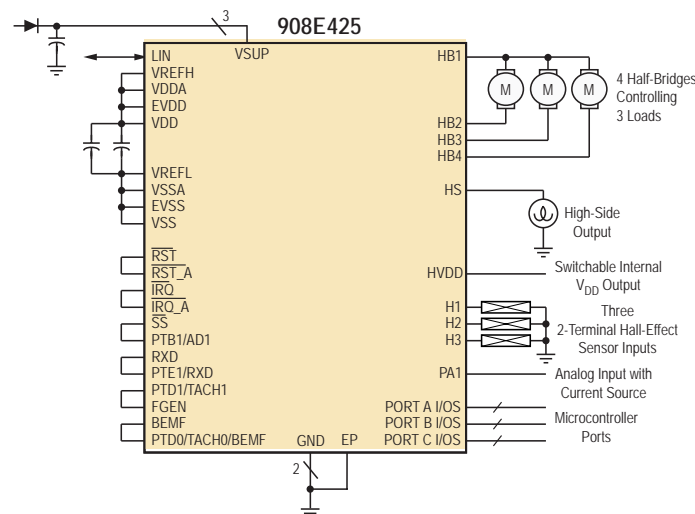 908E425
3
VSUP
LIN
VREFH
VDDA
EVDD
VDD
VREFL
VSSA
EVSS
VSS
RST
RST_A
IRQ
IRQ_A
SS
PTB1/AD1
RXD
PTE1/RXD
PTD1/TACH1
FGEN
BEMF
PTD0/TACH0/BEMF
GND
EP
2
HB1
HB2
HB3
HB4
HS
HVDD
H1
H2
H3
PA1
PORT A I/OS
PORT B I/OS
PORT C I/OS
M
M
M
4 Half-Bridges
Controlling
3 Loads
High-Side
Output
Switchable Internal
VDD Output
Three
2-Terminal Hall-Effect
Sensor Inputs
Analog Input with
Current Source
Microcontroller
Ports